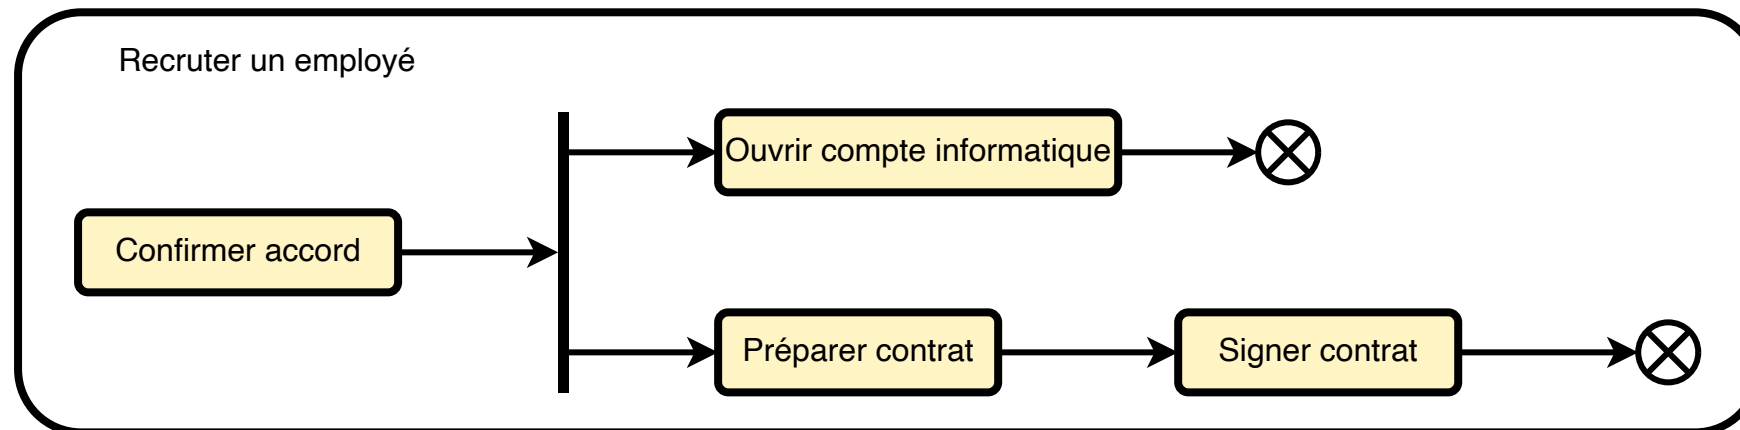 Recruter un employé
Ouvrir compte informatique
Confirmer accord
Préparer contrat
Signer contrat